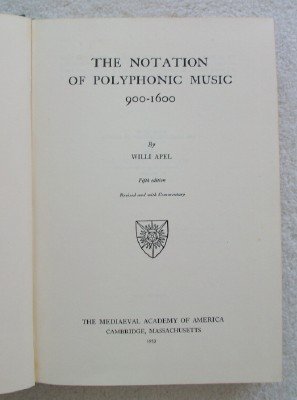 THE NOTATION
OF POLYPHONIC MUSIC
900-1600
By
WILLI APEL
Fifth edition
Revised and with Commentary
THE MEDIAEVAL ACADEMY OF AMERICA
CAMBRIDGE, MASSACHUSETTS
1953